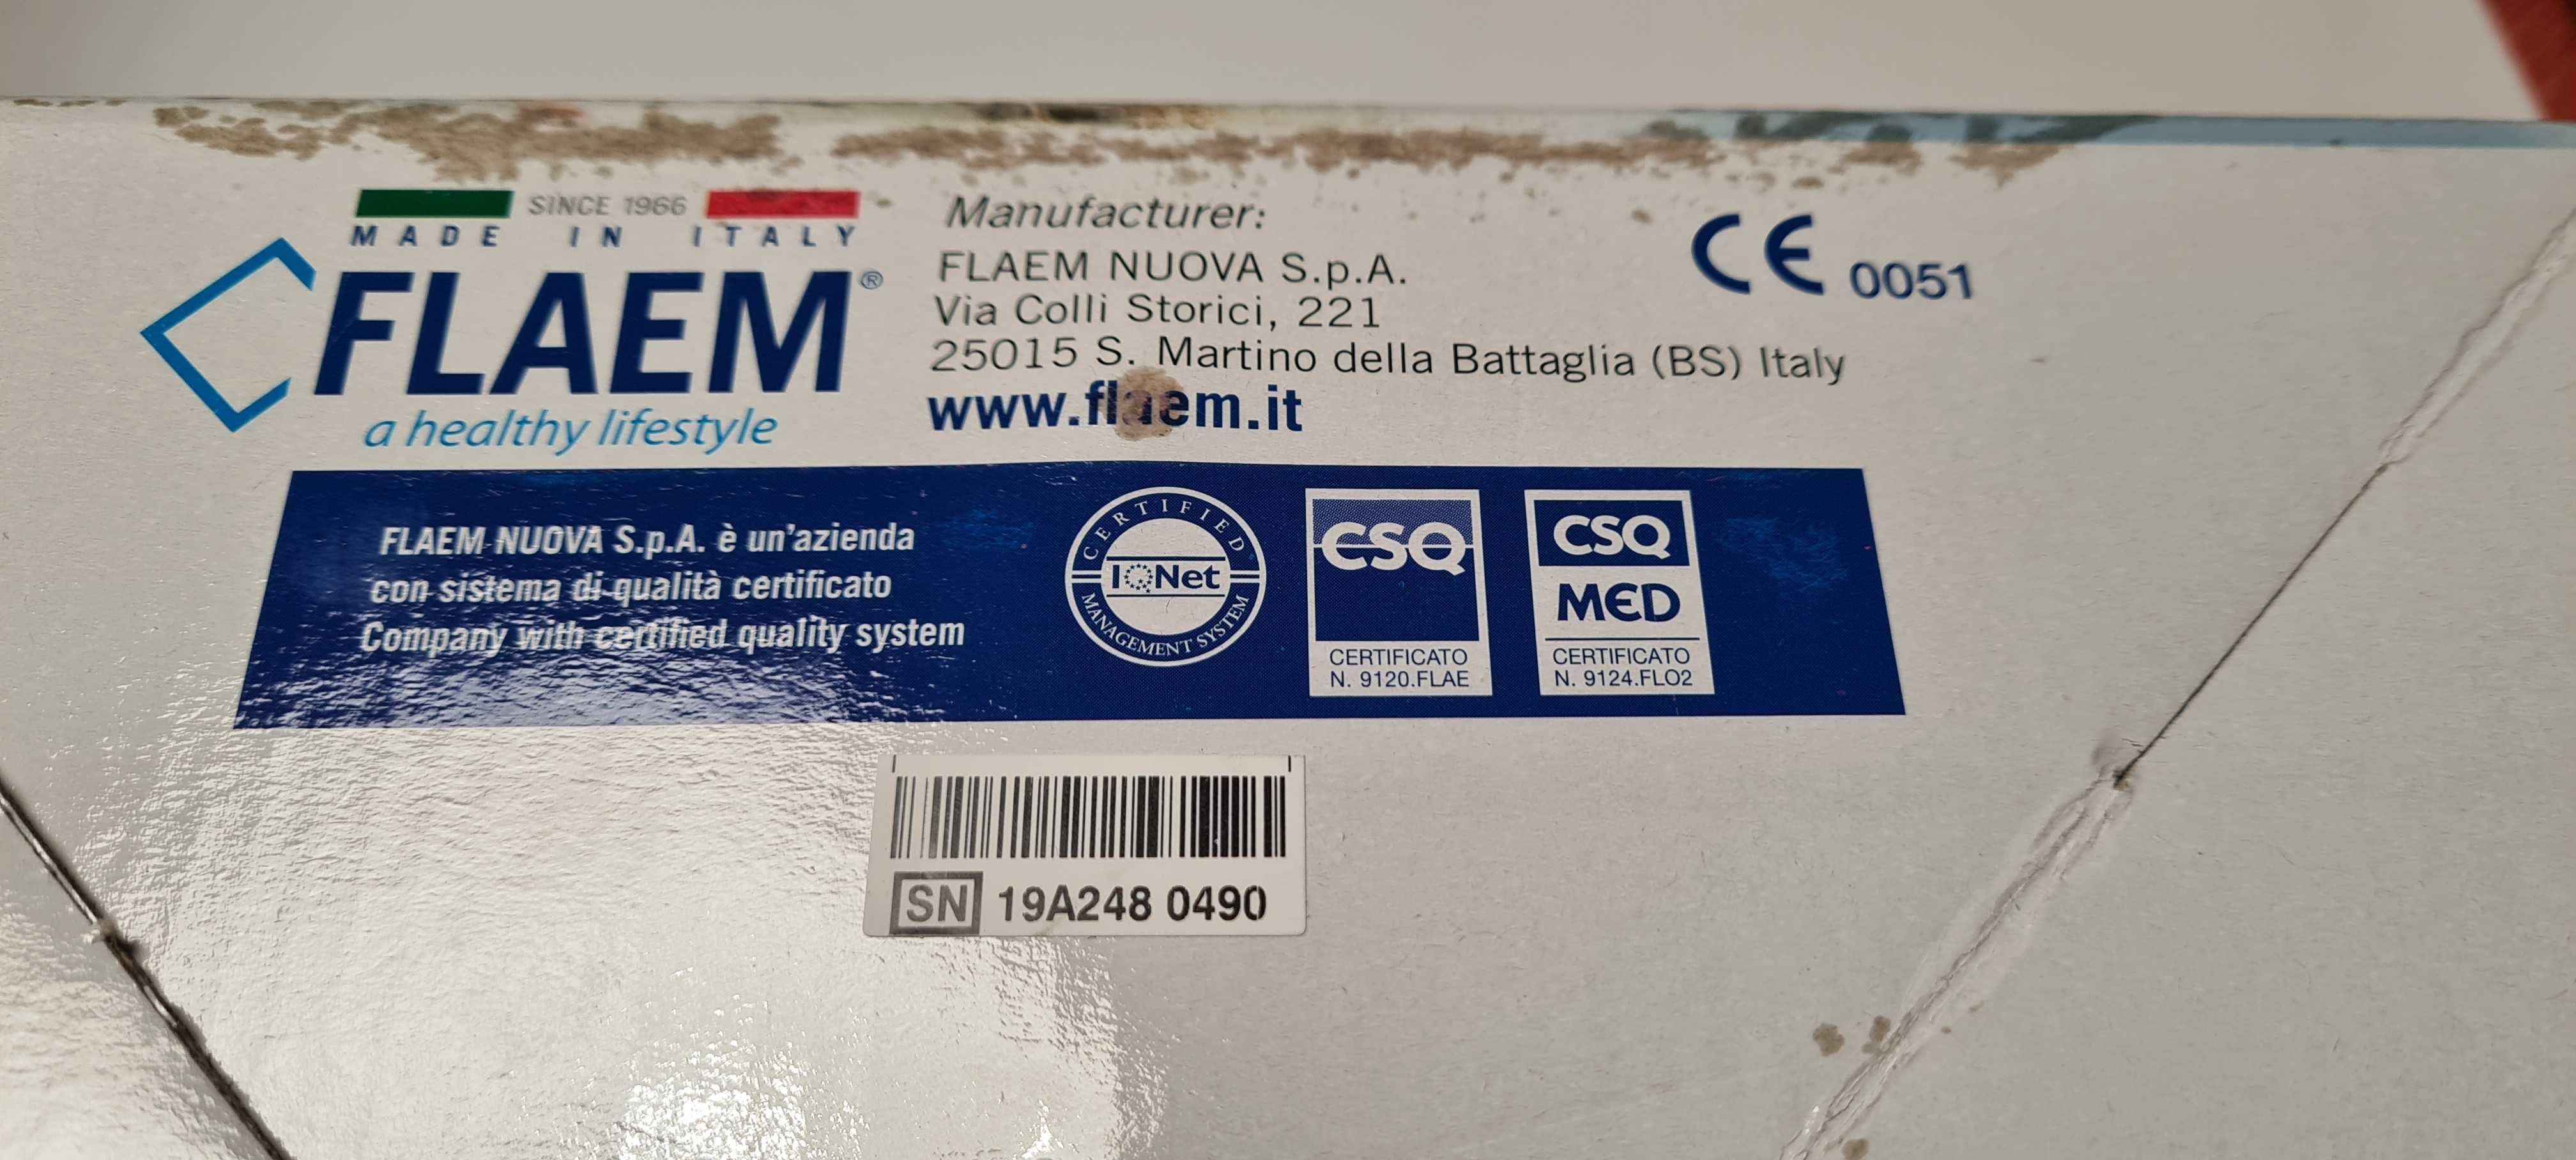 SINCE 1966
MADE IN ITALY
FLAEM®
a healthy lifestyle
Manufacturer:
FLAEM NUOVA S.p.A.
Via Colli Storici, 221
25015 S. Martino della Battaglia (BS) Italy
www.flaem.it
CE 0051
FLAEM NUOVA S.p.A. è un'azienda
con sistema di qualità certificato
Company with certified quality system
CERTIFIED
IQNet
MANAGEMENT SYSTEM
CSQ
CERTIFICATO
N. 9120.FLAE
CSQ
MED
CERTIFICATO
N. 9124.FLO2
SN 19A248 0490